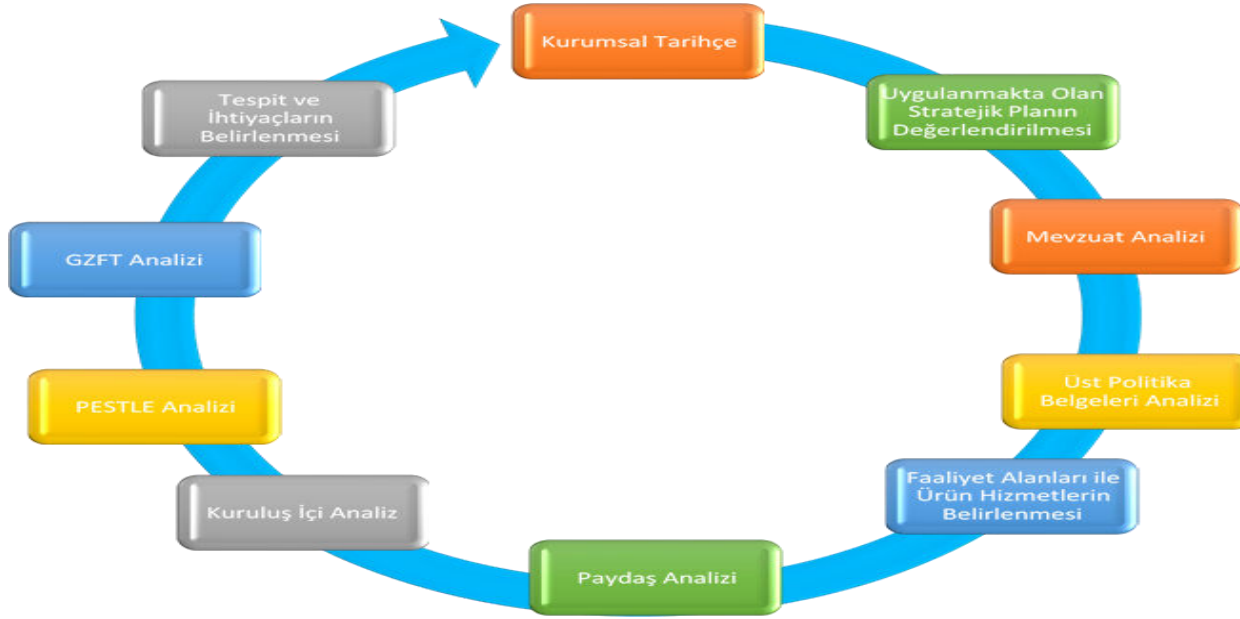 Kurumsal Tarihçe
Uygulanmakta Olan
Stratejik Planın
Değerlendirilmesi
Mevzuat Analizi
Üst Politika
Belgeleri Analizi
Faaliyet Alanları ile
Ürün Hizmetlerin
Belirlenmesi
Paydaş Analizi
Kuruluş İçi Analiz
PESTLE Analizi
GZFT Analizi
Tespit ve
İhtiyaçların
Belirlenmesi